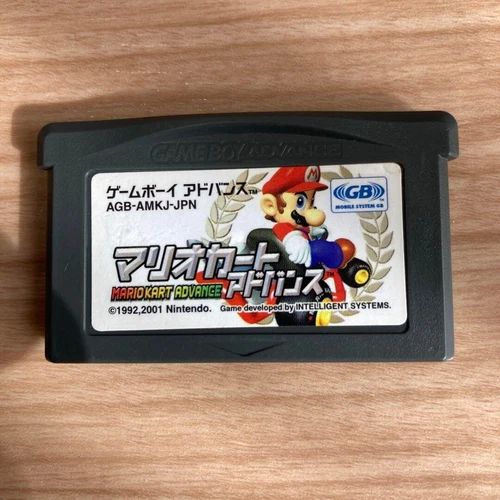 GAME BOY ADVANCE
ゲームボーイ アドバンス™
AGB-AMKJ-JPN
M
GB
MOBILE SYSTEM GB
マリオカート
MARIO KART ADVANCE アドバンス™
©1992,2001 Nintendo. Game developed by INTELLIGENT SYSTEMS.